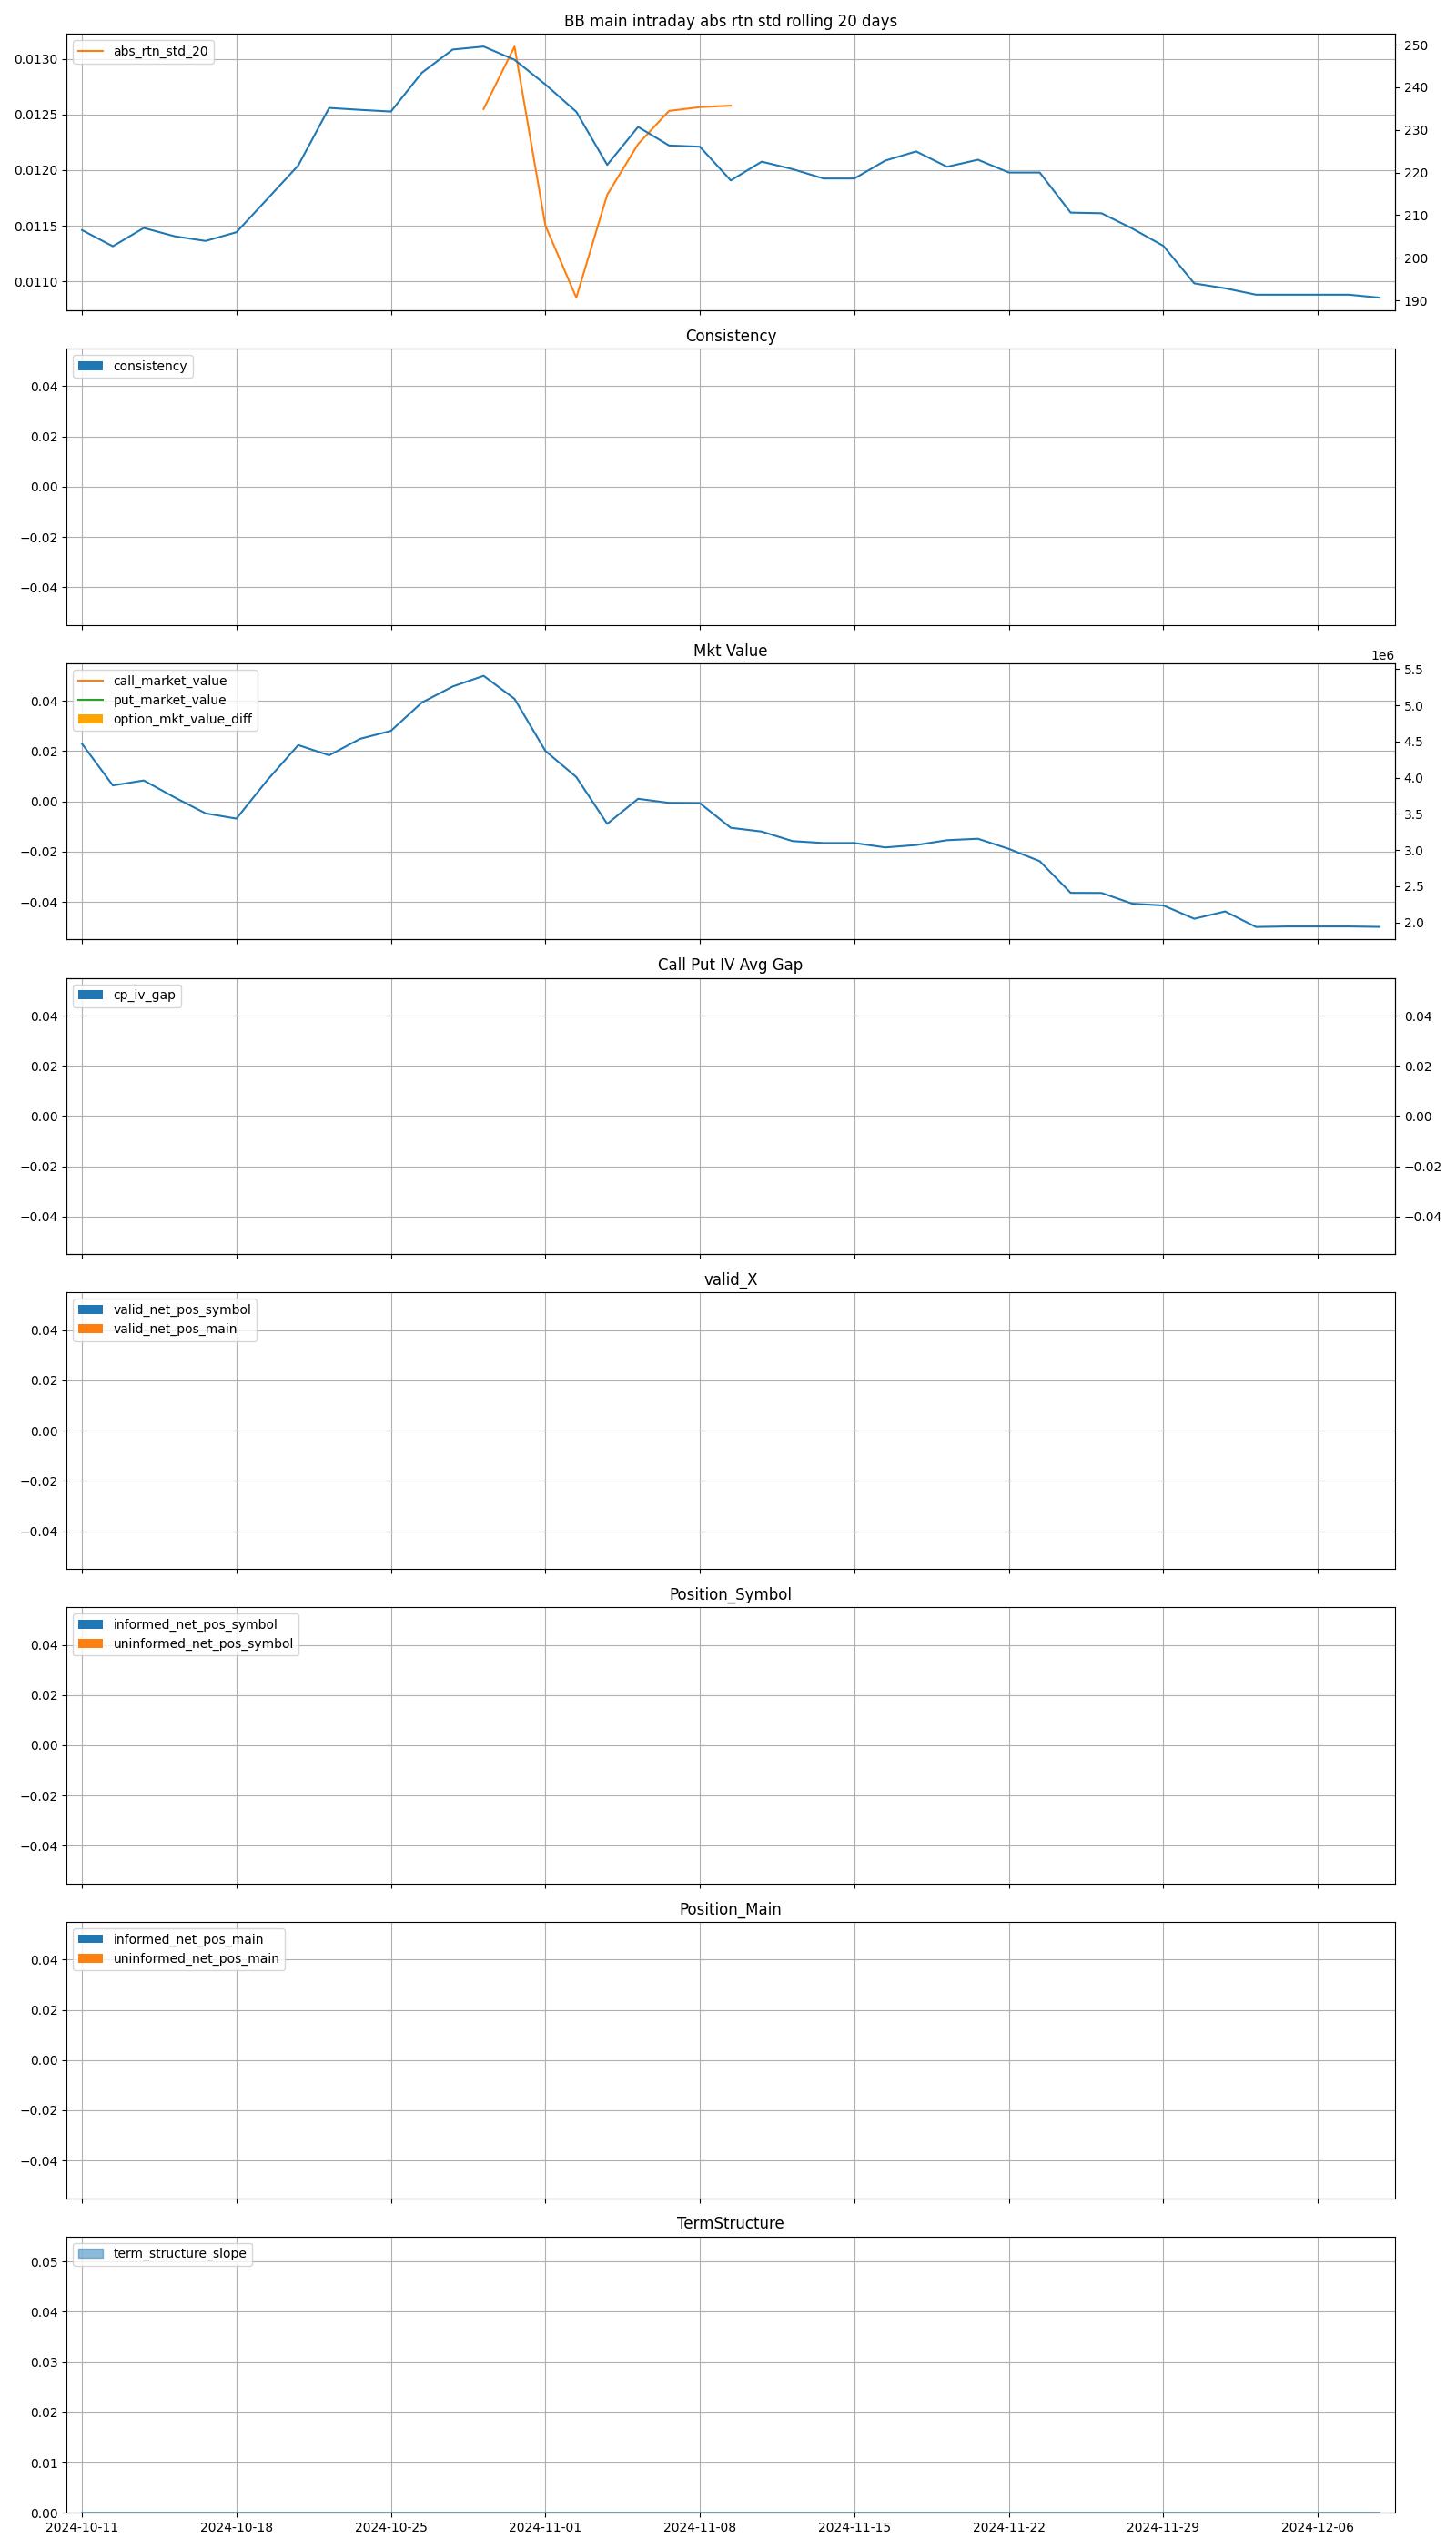 BB main intraday abs rtn std rolling 20 days
abs_rtn_std_20
0.0130
0.0125
0.0120
0.0115
0.0110
250
240
230
220
210
200
190
Consistency
consistency
0.04
0.02
0.00
−0.02
−0.04
Mkt Value
1e6
call_market_value
put_market_value
option_mkt_value_diff
0.04
0.02
0.00
−0.02
−0.04
5.5
5.0
4.5
4.0
3.5
3.0
2.5
2.0
Call Put IV Avg Gap
cp_iv_gap
0.04
0.02
0.00
−0.02
−0.04
0.04
0.02
0.00
−0.02
−0.04
valid_X
valid_net_pos_symbol
valid_net_pos_main
0.04
0.02
0.00
−0.02
−0.04
Position_Symbol
informed_net_pos_symbol
uninformed_net_pos_symbol
0.04
0.02
0.00
−0.02
−0.04
Position_Main
informed_net_pos_main
uninformed_net_pos_main
0.04
0.02
0.00
−0.02
−0.04
TermStructure
term_structure_slope
0.05
0.04
0.03
0.02
0.01
0.00
2024-10-11 2024-10-18 2024-10-25 2024-11-01 2024-11-08 2024-11-15 2024-11-22 2024-11-29 2024-12-06